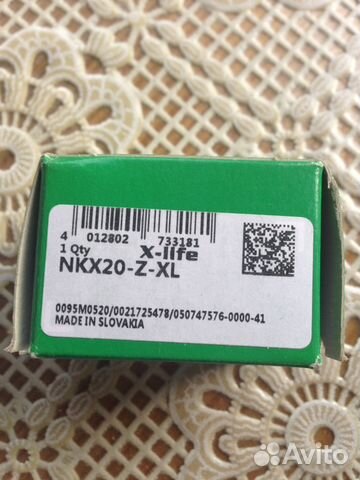 4 012802 733181
1 Qty X-life
NKX20-Z-XL
0095M0520/0021725478/050747576-0000-41
MADE IN SLOVAKIA
Avito